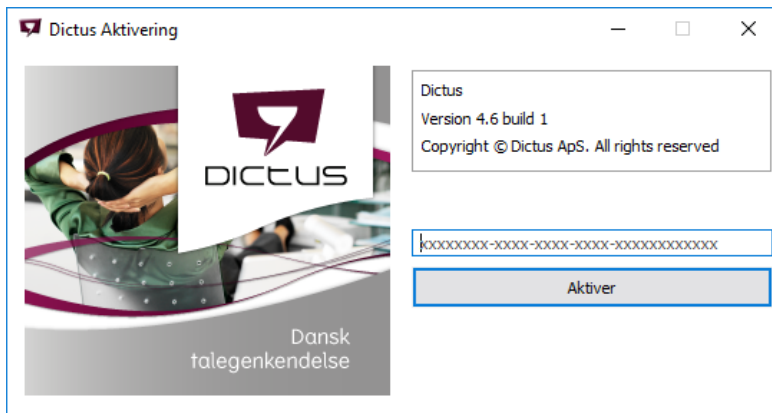 Dictus Aktivering
DICTUS
Dansk
talegenkendelse
Dictus
Version 4.6 build 1
Copyright © Dictus ApS. All rights reserved
xxxxxxxx-xxxx-xxxx-xxxx-xxxxxxxxxxxx
Aktiver